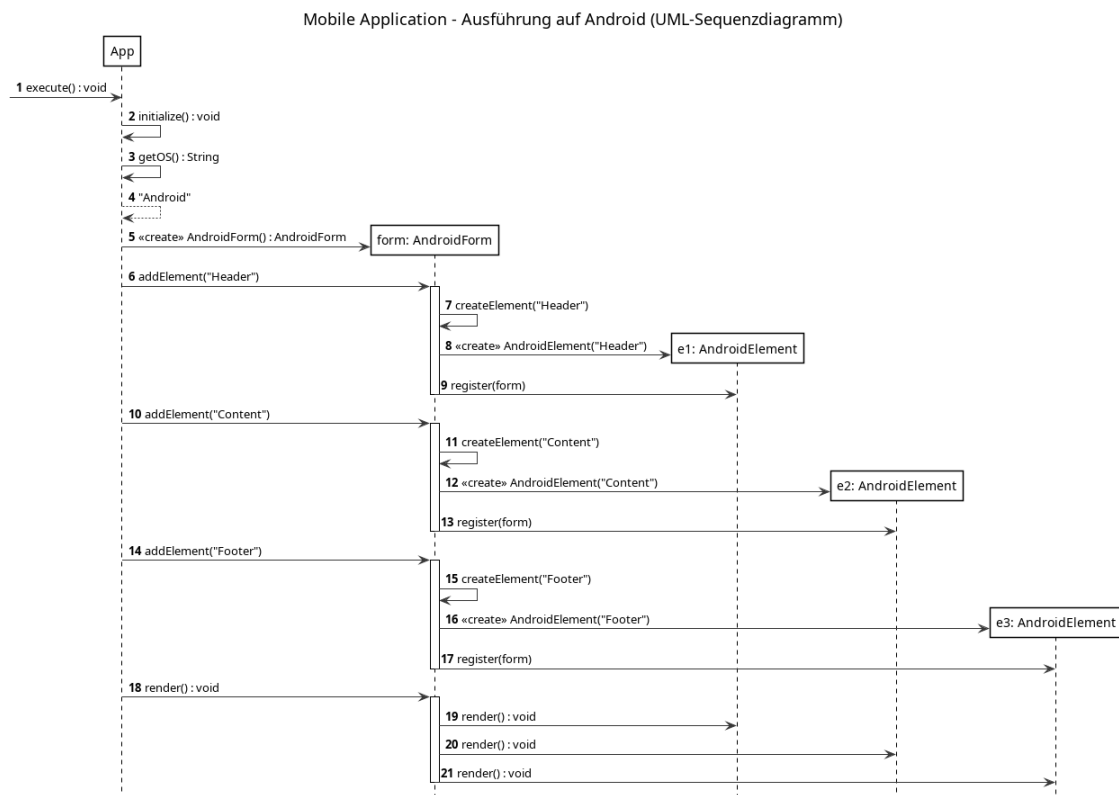 Mobile Application - Ausführung auf Android (UML-Sequenzdiagramm)
App
1 execute() : void
2 initialize() : void
3 getOS() : String
4 "Android"
5 «create» AndroidForm() : AndroidForm
form: AndroidForm
6 addElement("Header")
7 createElement("Header")
8 «create» AndroidElement("Header")
e1: AndroidElement
9 register(form)
10 addElement("Content")
11 createElement("Content")
12 «create» AndroidElement("Content")
e2: AndroidElement
13 register(form)
14 addElement("Footer")
15 createElement("Footer")
16 «create» AndroidElement("Footer")
e3: AndroidElement
17 register(form)
18 render() : void
19 render() : void
20 render() : void
21 render() : void